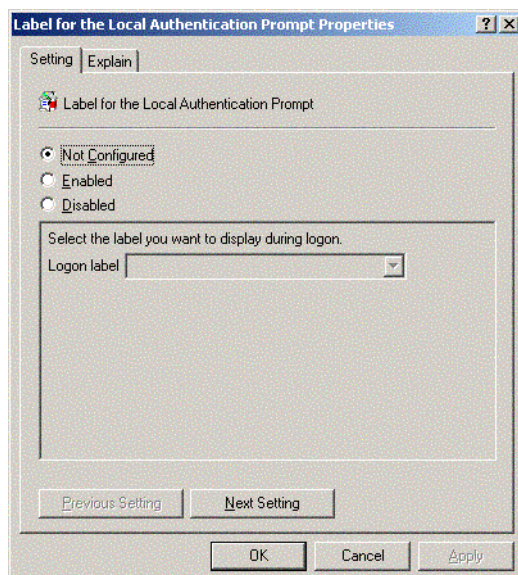 Label for the Local Authentication Prompt Properties
Setting
Explain
Label for the Local Authentication Prompt
Not Configured
Enabled
Disabled
Select the label you want to display during logon.
Logon label
Previous Setting
Next Setting
OK
Cancel
Apply